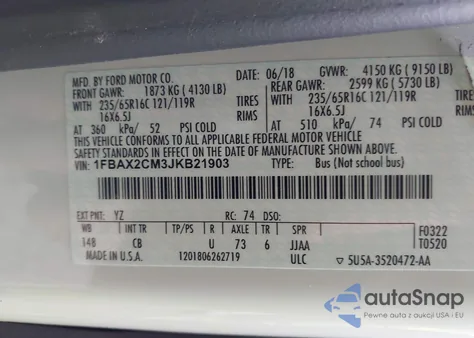 MFD. BY FORD MOTOR CO. DATE: 06/18 GVWR: 4150 KG ( 9150 LB)
FRONT GAWR: 1873 KG ( 4130 LB) REAR GAWR: 2599 KG ( 5730 LB)
WITH 235/65R16C 121/119R TIRES WITH 235/65R16C 121/119R TIRES
16X6.5J RIMS 16X6.5J RIMS
AT 360 kPa/ 52 PSI COLD AT 510 kPa/ 74 PSI COLD
THIS VEHICLE CONFORMS TO ALL APPLICABLE FEDERAL MOTOR VEHICLE
SAFETY STANDARDS IN EFFECT ON THE DATE OF MANUFACTURE SHOWN ABOVE.
VIN: 1FBAX2CM3JKB21903 TYPE: Bus (Not school bus)
EXT PNT: YZ RC: 74 DSO:
WB INT TR TP/PS R AXLE TR SPR F0322
148 CB U 73 6 JJAA T0520
MADE IN U.S.A. 1201806262719 ULC ▽ 5U5A-3520472-AA
autoSnap
Pewne auta z USA i EU